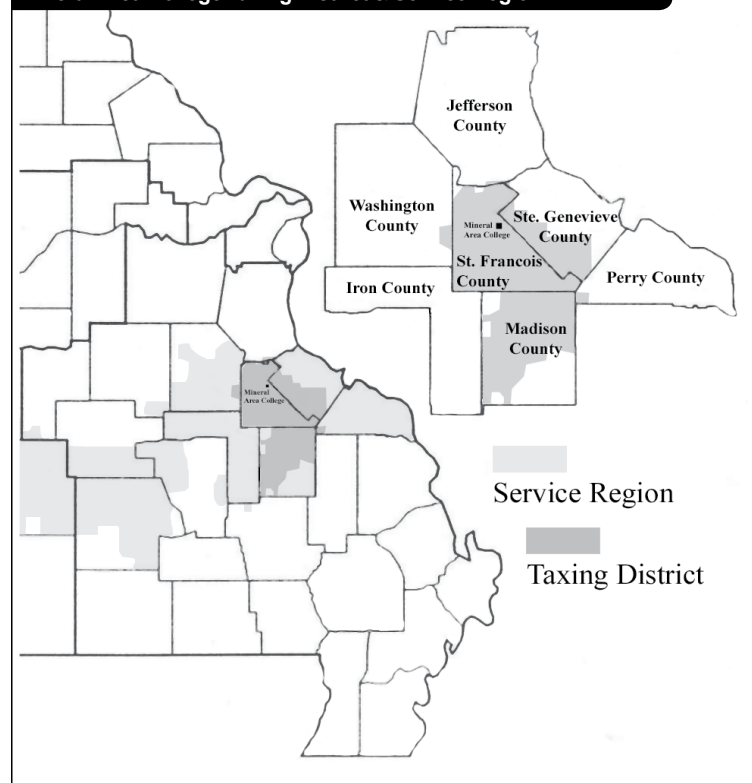 Jefferson
County
Washington
County
Ste. Genevieve
County
Mineral
Area College
St. Francois
County
Iron County
Perry County
Madison
County
Mineral
Area College
Service Region
Taxing District